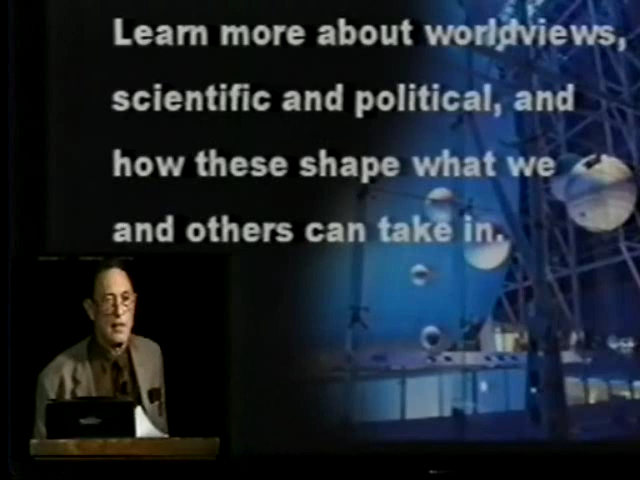 Learn more about worldviews,
scientific and political, and
how these shape what we
and others can take in.